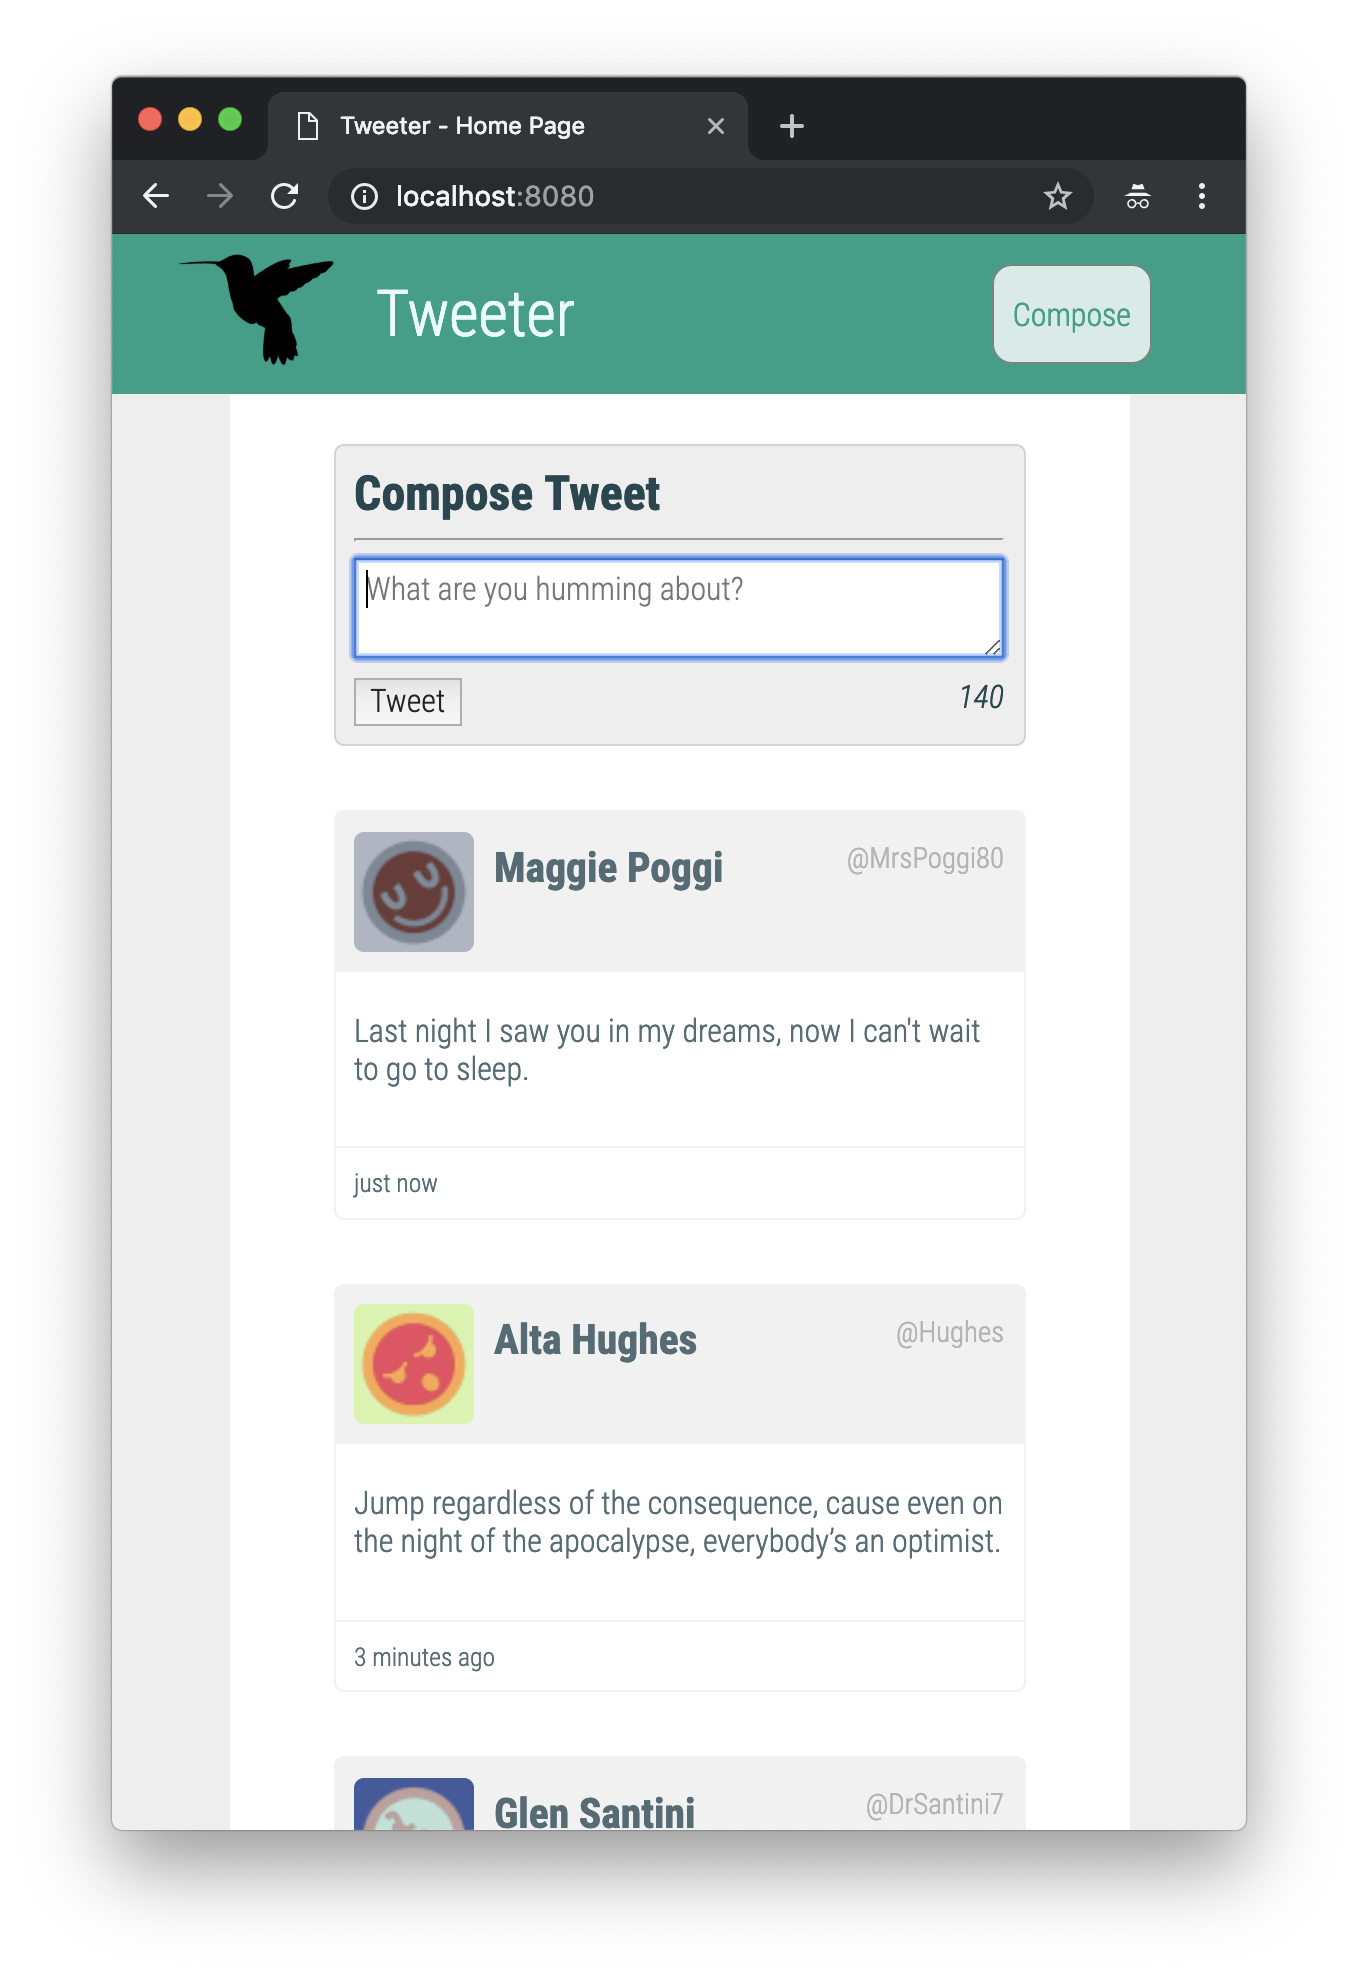 Tweeter - Home Page
localhost:8080
Tweeter
Compose
Compose Tweet
What are you humming about?
Tweet
140
Maggie Poggi
@MrsPoggi80
Last night I saw you in my dreams, now I can't wait
to go to sleep.
just now
Alta Hughes
@Hughes
Jump regardless of the consequence, cause even on
the night of the apocalypse, everybody’s an optimist.
3 minutes ago
Glen Santini
@DrSantini7